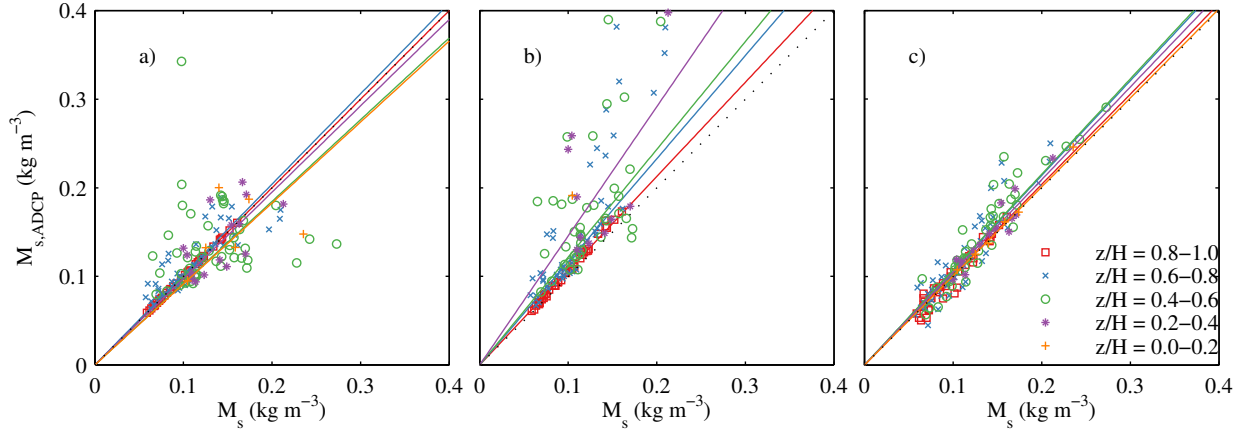 a)
b)
c)
0.4
0.3
0.2
0.1
0
M_s,ADCP (kg m⁻³)
z/H = 0.8−1.0
z/H = 0.6−0.8
z/H = 0.4−0.6
z/H = 0.2−0.4
z/H = 0.0−0.2
0 0.1 0.2 0.3 0.4
0 0.1 0.2 0.3 0.4
0 0.1 0.2 0.3 0.4
M_s (kg m⁻³)
M_s (kg m⁻³)
M_s (kg m⁻³)